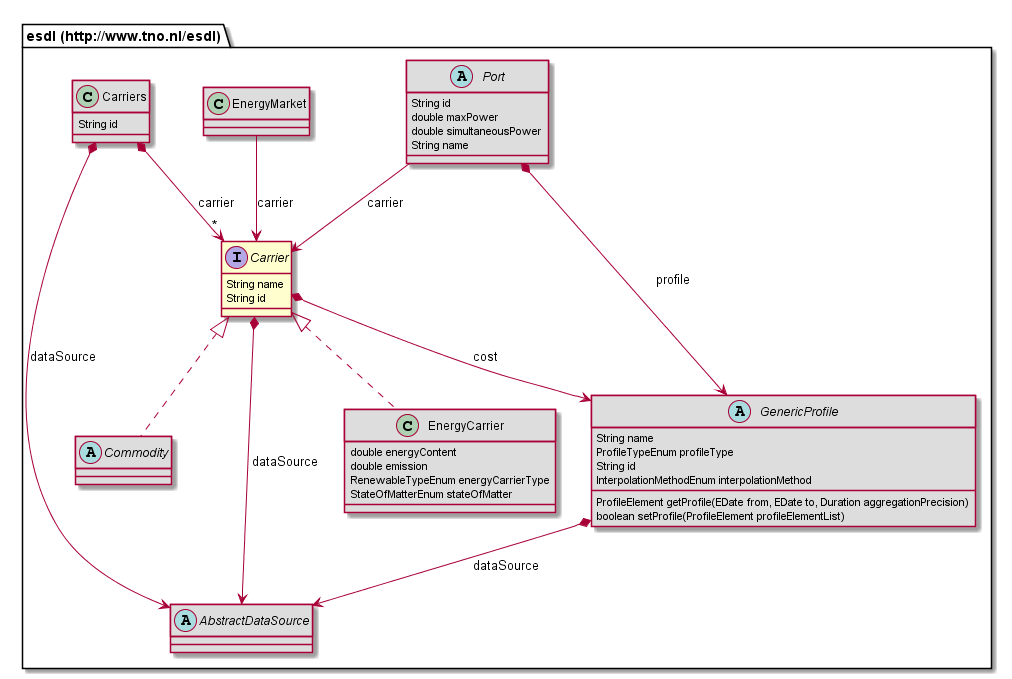 esdl (http://www.tno.nl/esdl)
C Carriers
String id
C EnergyMarket
A Port
String id
double maxPower
double simultaneousPower
String name
carrier
carrier
carrier
*
I Carrier
String name
String id
profile
dataSource
cost
A Commodity
C EnergyCarrier
double energyContent
double emission
RenewableTypeEnum energyCarrierType
StateOfMatterEnum stateOfMatter
A GenericProfile
String name
ProfileTypeEnum profileType
String id
InterpolationMethodEnum interpolationMethod
ProfileElement getProfile(EDate from, EDate to, Duration aggregationPrecision)
boolean setProfile(ProfileElement profileElementList)
dataSource
dataSource
A AbstractDataSource